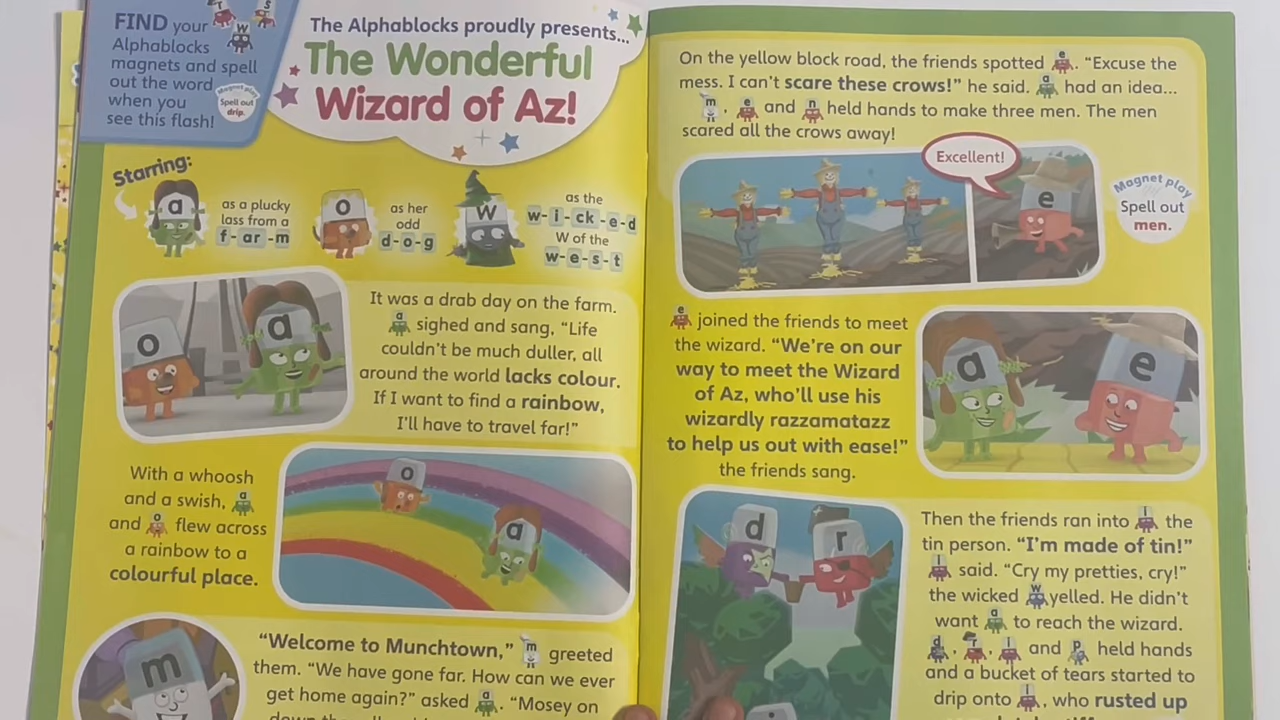 FIND your
Alphablocks
magnets and spell
out the word
when you
see this flash!
Magnet play
Spell out
drip.
The Alphablocks proudly presents...
The Wonderful
Wizard of Az!
Starring:
a
as a plucky
lass from a
f-ar-m
o
as her
odd
d-o-g
w
as the
w-i-ck-e-d
W of the
w-e-s-t
o
a
It was a drab day on the farm.
a sighed and sang, “Life
couldn’t be much duller, all
around the world lacks colour.
If I want to find a rainbow,
I’ll have to travel far!”
With a whoosh
and a swish, a
and o flew across
a rainbow to a
colourful place.
o
a
m
“Welcome to Munchtown,” m greeted
them. “We have gone far. How can we ever
get home again?” asked a. “Mosey on
On the yellow block road, the friends spotted e. “Excuse the
mess. I can’t scare these crows!” he said. a had an idea...
m, e and n held hands to make three men. The men
scared all the crows away!
Excellent!
e
Magnet play
Spell out
men.
e joined the friends to meet
the wizard. “We’re on our
way to meet the Wizard
of Az, who’ll use his
wizardly razzamatazz
to help us out with ease!”
the friends sang.
a
e
d
r
Then the friends ran into i the
tin person. “I’m made of tin!”
i said. “Cry my pretties, cry!”
the wicked w yelled. He didn’t
want a to reach the wizard.
d, r, i and p held hands
and a bucket of tears started to
drip onto i, who rusted up